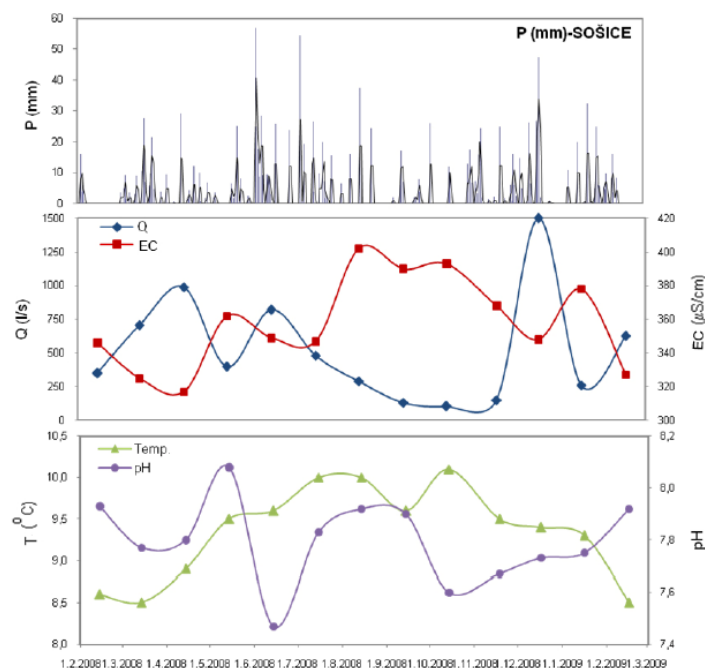 60
P (mm)-SOŠICE
50
40
30
20
10
0
P (mm)
1500
1250
1000
750
500
250
0
Q (l/s)
Q
EC
420
400
380
360
340
320
300
EC (µS/cm)
10,5
10,0
9,5
9,0
8,5
8,0
T (⁰C)
Temp.
pH
8,2
8,0
7,8
7,6
7,4
pH
1.2.2008 1.3.2008 1.4.2008 1.5.2008 1.6.2008 1.7.2008 1.8.2008 1.9.2008 1.10.2008 1.11.2008 1.12.2008 1.1.2009 1.2.2009 1.3.2009